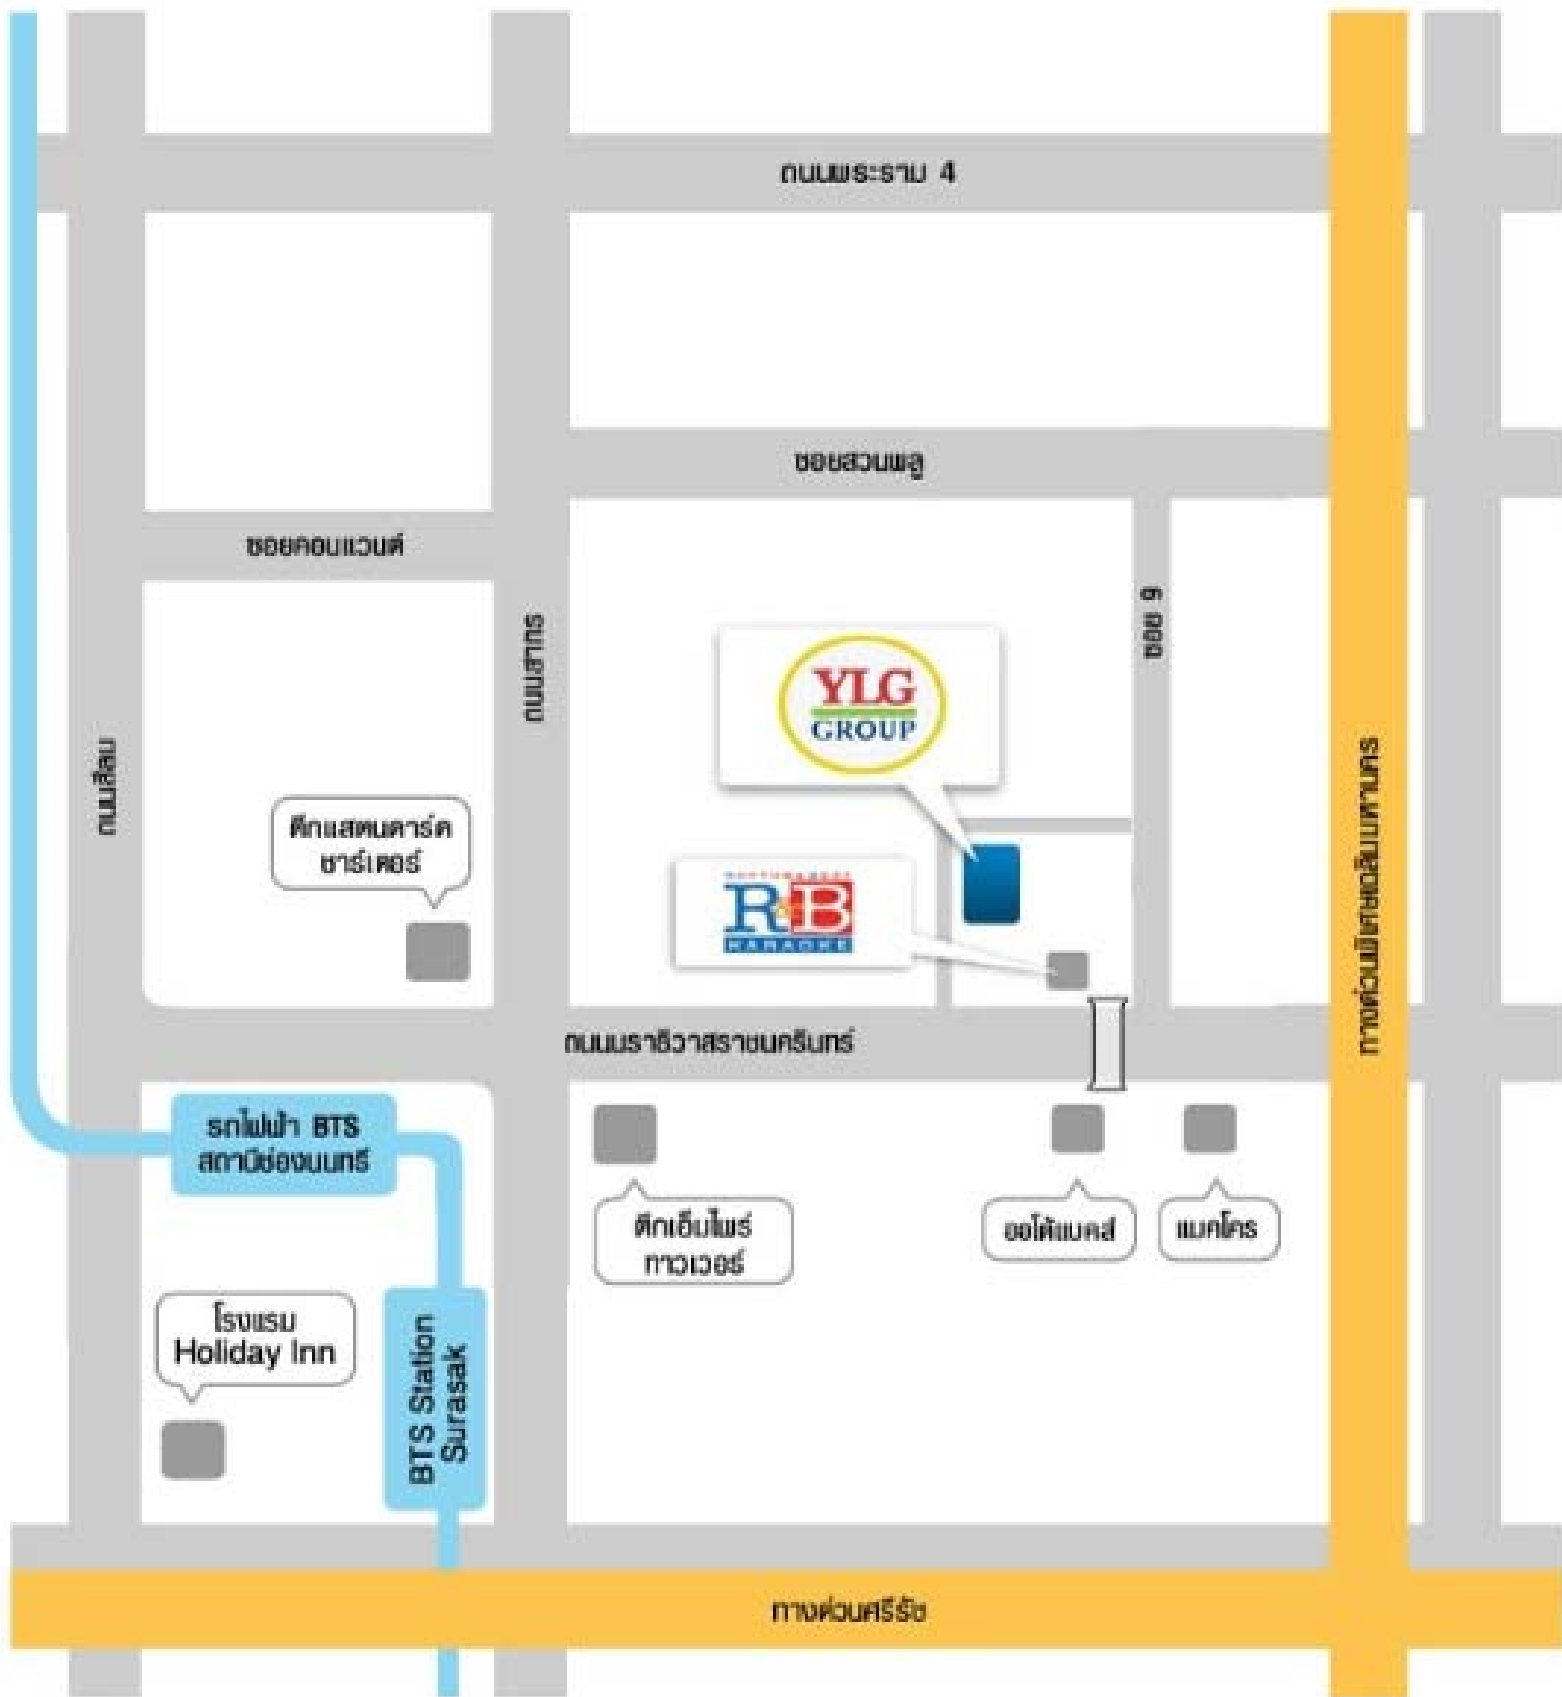 ถนนพระราม 4
ซอยสวนพลู
ซอยคอนแวนต์
ซอย 9
ถนนสาทร
YLG
GROUP
ถนนสีลม
ทางด่วนพิเศษเฉลิมมหานคร
ตึกแสตนดาร์ด
ชาร์เตอร์
R&B
KARAOKE
ถนนนราธิวาสราชนครินทร์
รถไฟฟ้า BTS
สถานีช่องนนทรี
ตึกเอ็มไพร์
ทาวเวอร์
ออโต้แบคส์
แมคโคร
โรงแรม
Holiday Inn
BTS Station
Surasak
ทางด่วนศรีรัช